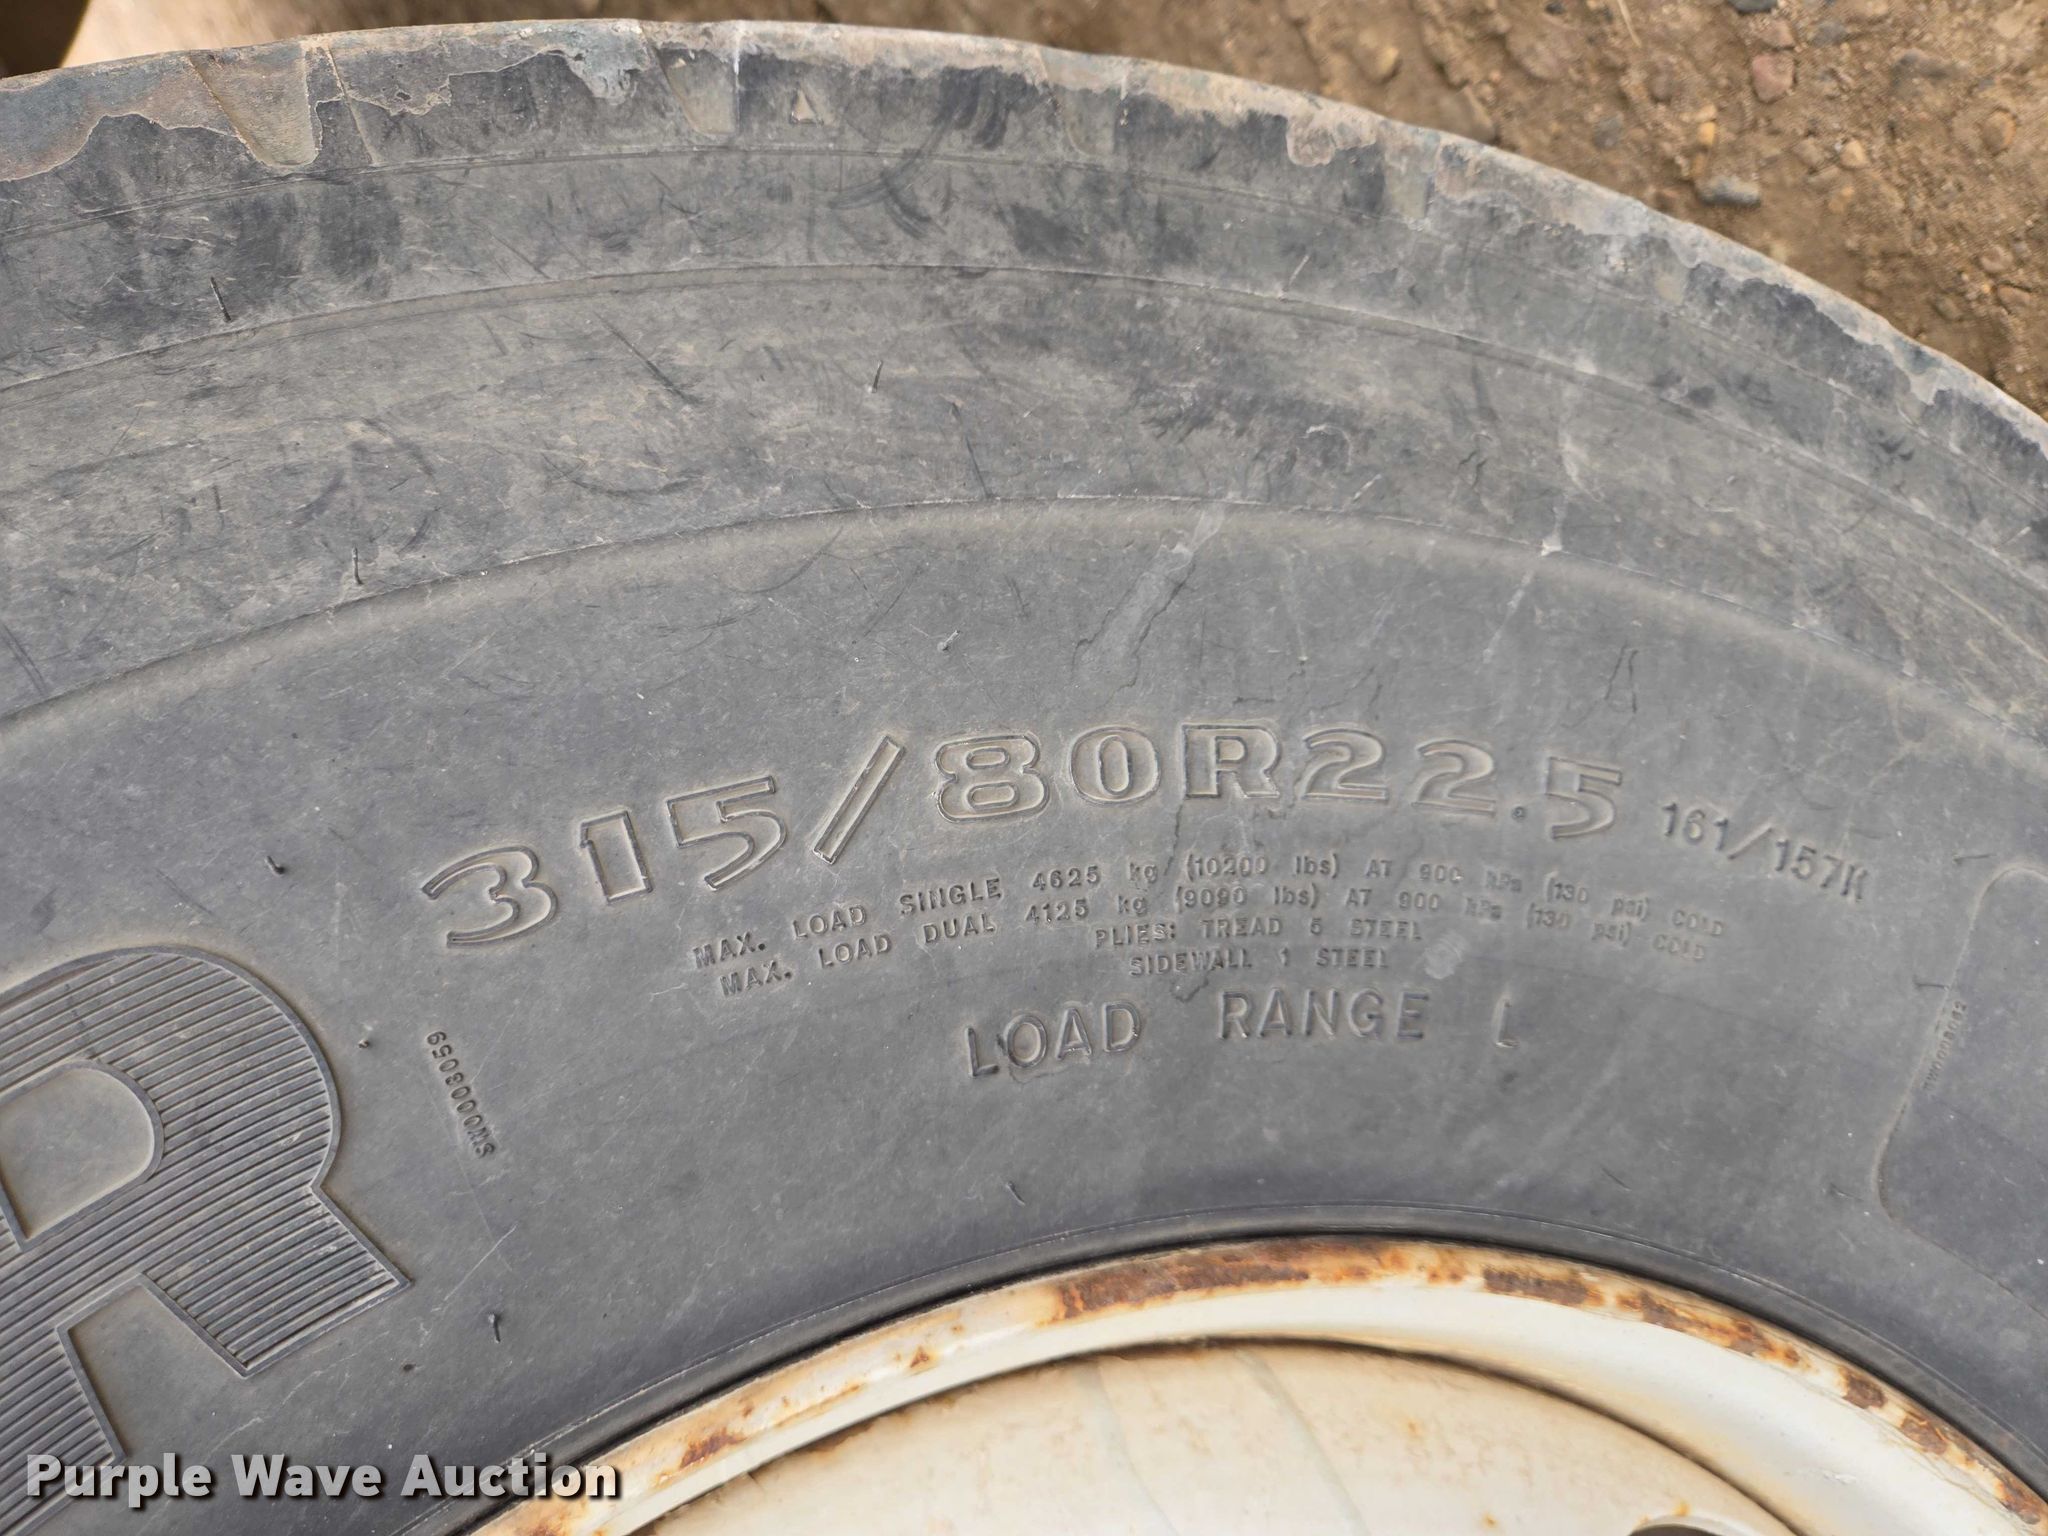 315/80R22.5 161/157K
MAX. LOAD SINGLE 4625 kg (10200 lbs) AT 900 kPa (130 psi) COLD
MAX. LOAD DUAL 4125 kg (9090 lbs) AT 900 kPa (130 psi) COLD
PLIES: TREAD 5 STEEL
SIDEWALL 1 STEEL
LOAD RANGE L
SW0008059
R
Purple Wave Auction